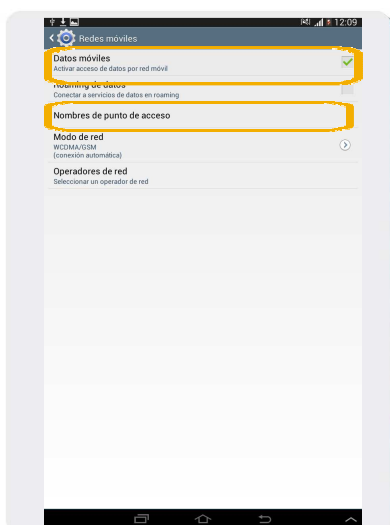 12:09
Redes móviles
Datos móviles
Activar acceso de datos por red móvil
Roaming de datos
Conectar a servicios de datos en roaming
Nombres de punto de acceso
Modo de red
WCDMA/GSM
(conexión automática)
Operadores de red
Seleccionar un operador de red